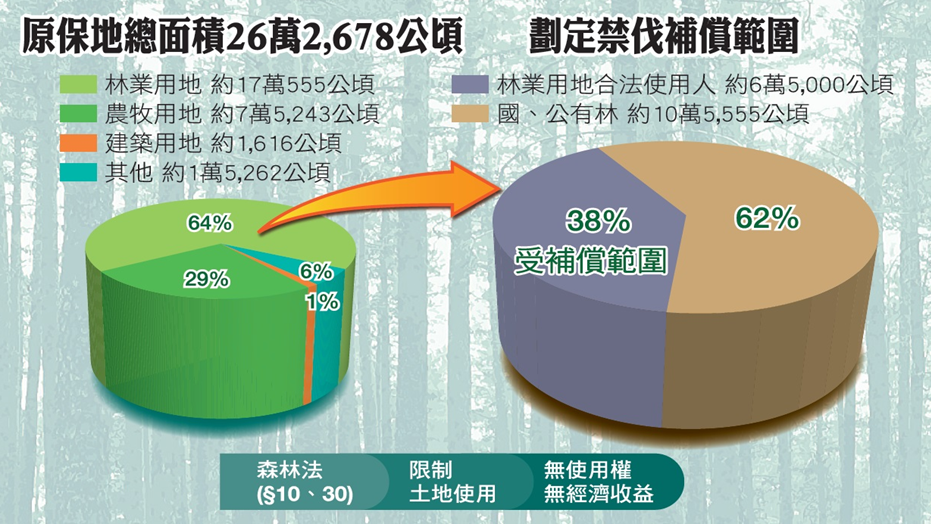 原保地總面積26萬2,678公頃
林業用地 約17萬555公頃
農牧用地 約7萬5,243公頃
建築用地 約1,616公頃
其他 約1萬5,262公頃
64%
29%
6%
1%
劃定禁伐補償範圍
林業用地合法使用人 約6萬5,000公頃
國、公有林 約10萬5,555公頃
38%
受補償範圍
62%
森林法
(§10、30)
限制
土地使用
無使用權
無經濟收益